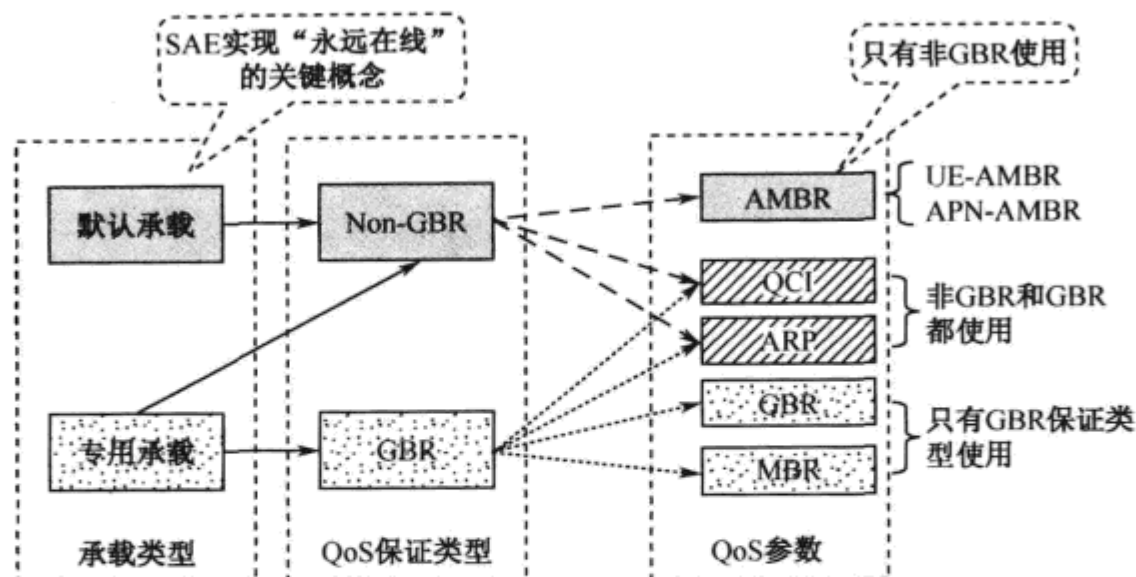 SAE实现“永远在线”
的关键概念
只有非GBR使用
默认承载
Non-GBR
AMBR
UE-AMBR
APN-AMBR
QCI
ARP
非GBR和GBR
都使用
专用承载
GBR
GBR
MBR
只有GBR保证类
型使用
承载类型
QoS保证类型
QoS参数